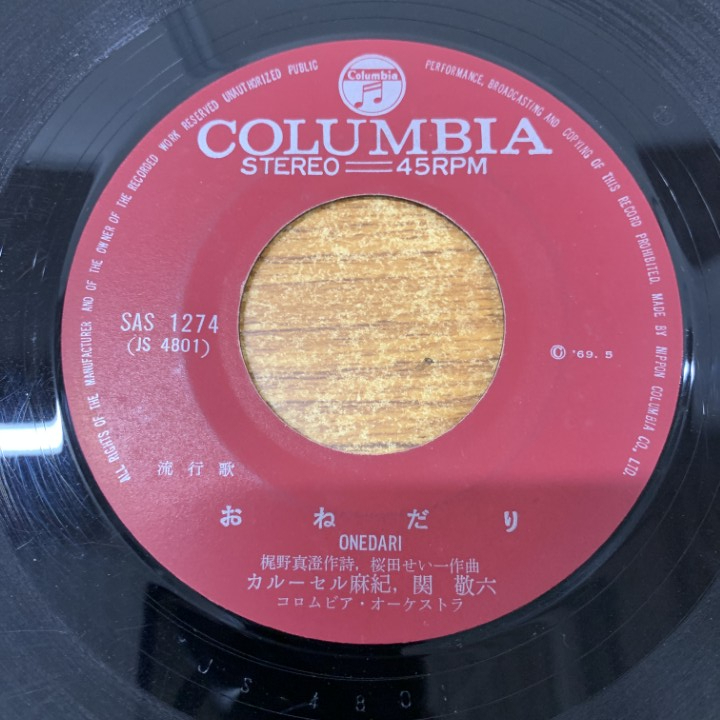 ALL RIGHTS OF THE MANUFACTURER AND OF THE OWNER OF THE RECORDED WORK RESERVED UNAUTHORIZED PUBLIC PERFORMANCE, BROADCASTING AND COPYING OF THIS RECORD PROHIBITED. MADE BY NIPPON COLUMBIA CO., LTD.
Columbia
COLUMBIA
STEREO 45RPM
SAS 1274
(JS 4801)
Ⓒ '69. 5
流行歌
おねだり
ONEDARI
梶野真澄作詩, 桜田せい一作曲
カルーセル麻紀, 関 敬六
コロムビア・オーケストラ
JS-4801